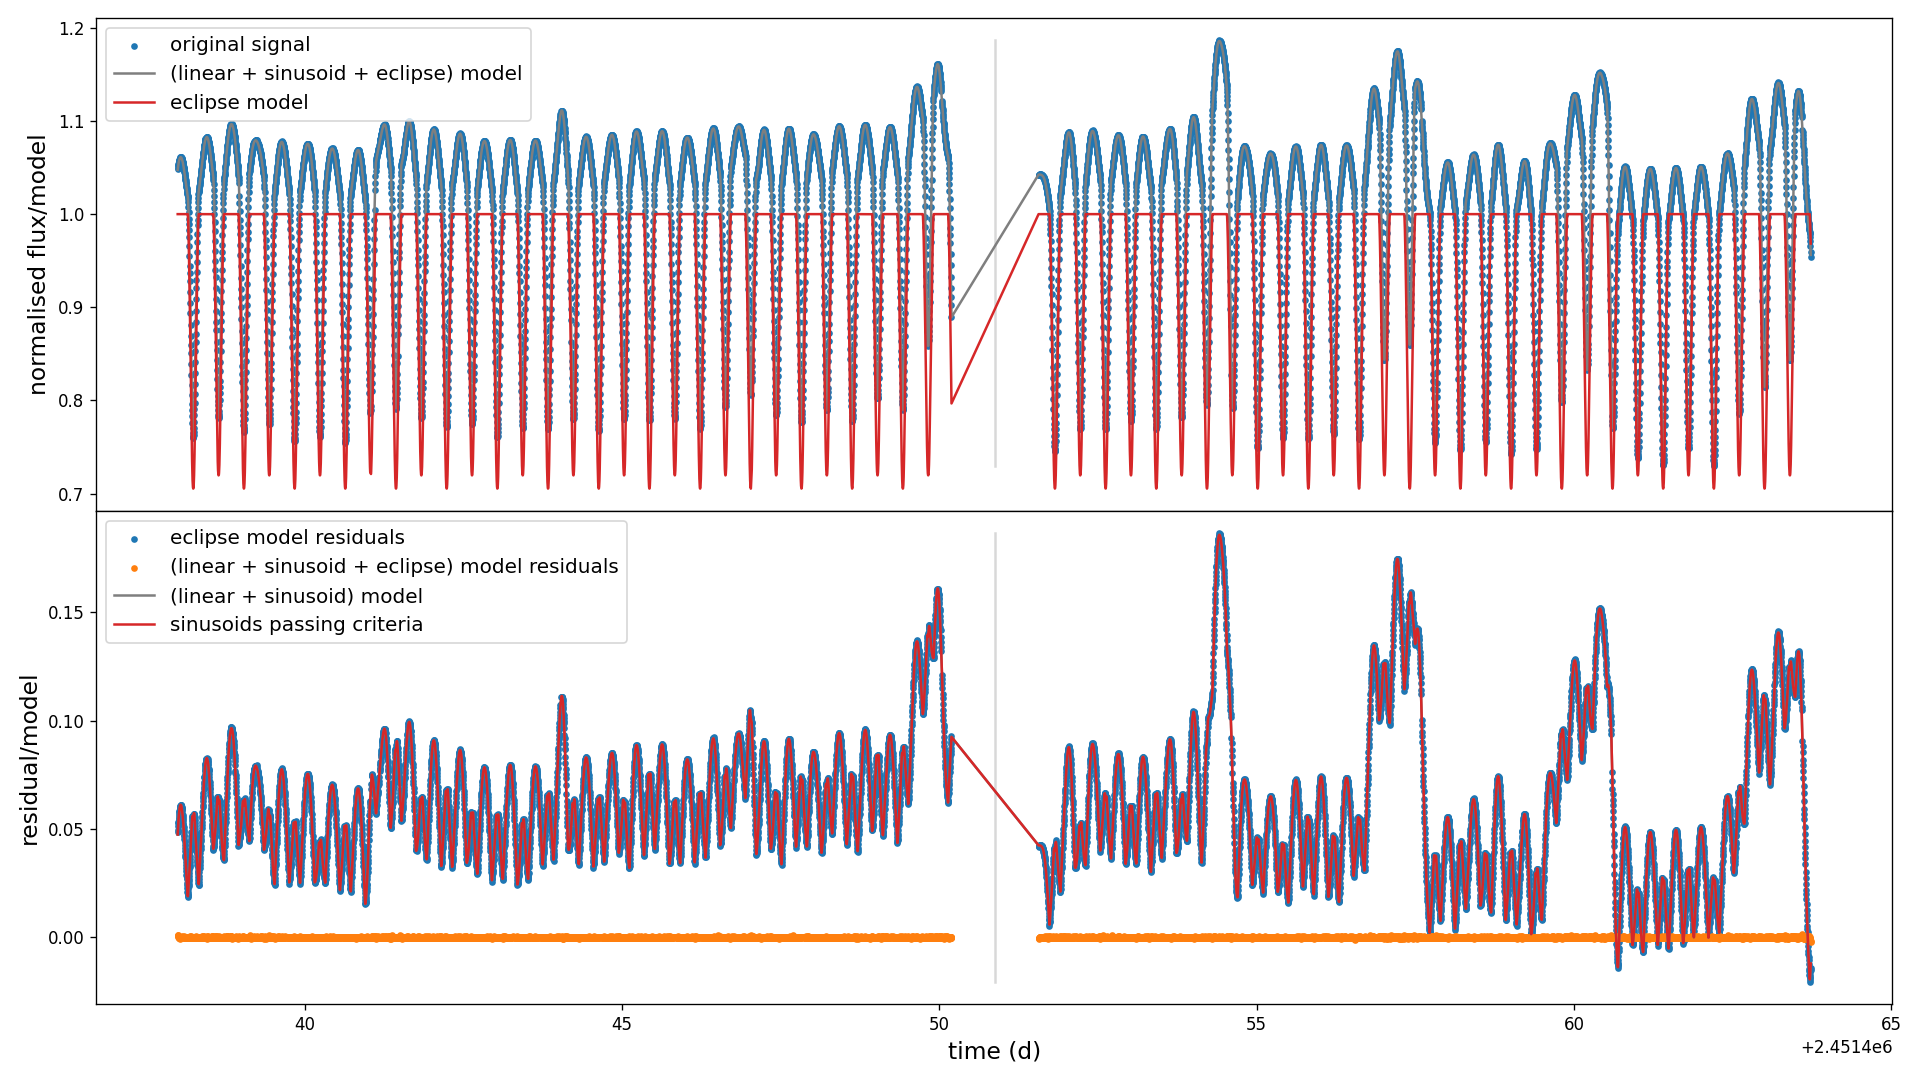 1.2
1.1
1.0
0.9
0.8
0.7
normalised flux/model
original signal
(linear + sinusoid + eclipse) model
eclipse model
0.15
0.10
0.05
0.00
residual/model
eclipse model residuals
(linear + sinusoid + eclipse) model residuals
(linear + sinusoid) model
sinusoids passing criteria
40 45 50 55 60 65
time (d)
+2.4514e6